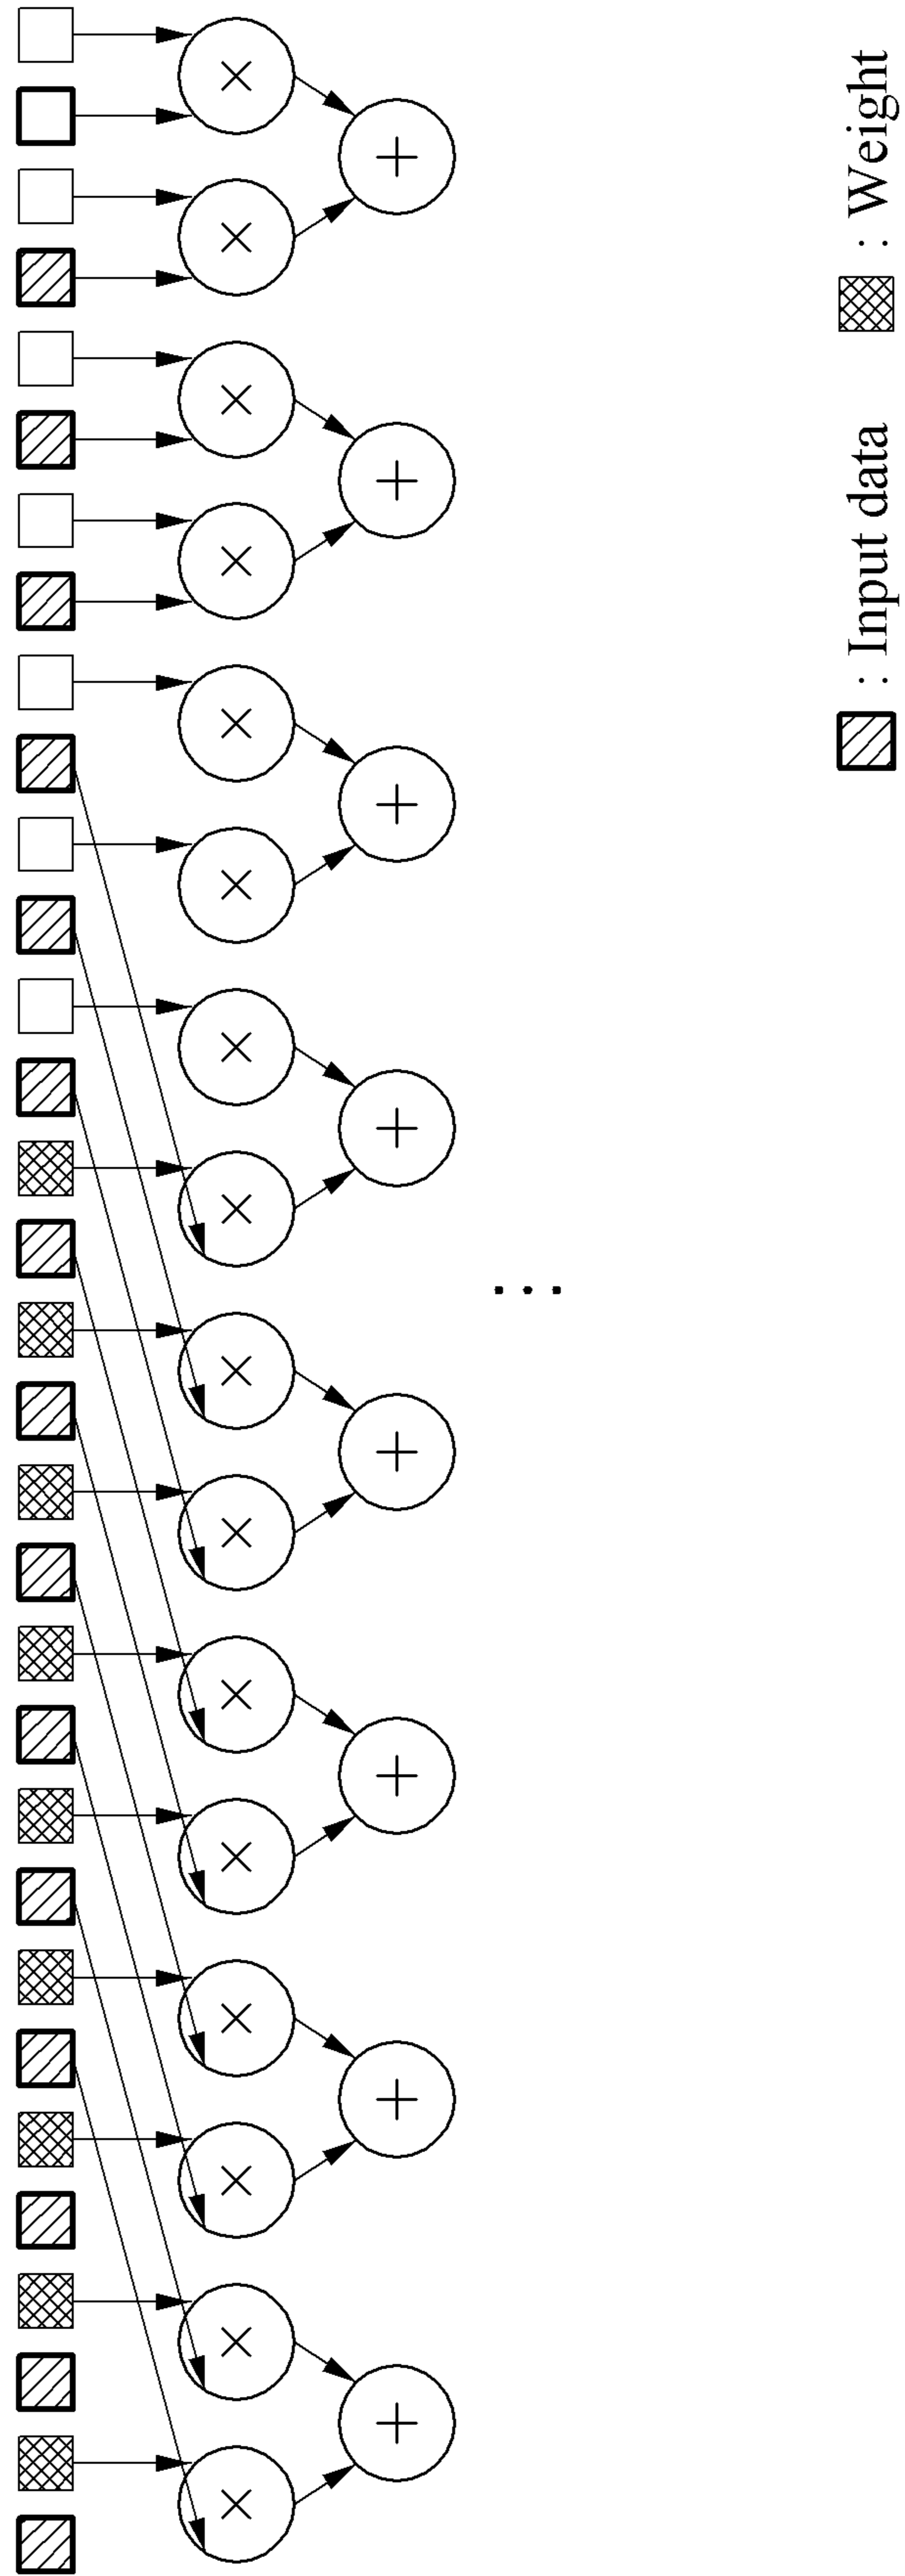 × × × × × × × × × × × × × × × ×
+ + + + + + + +
...
: Input data : Weight